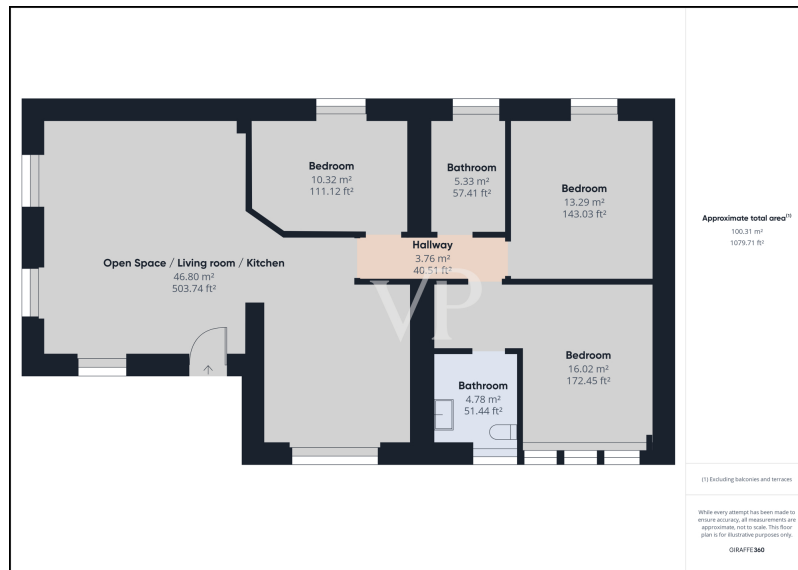 Bedroom
10.32 m²
111.12 ft²
Bathroom
5.33 m²
57.41 ft²
Bedroom
13.29 m²
143.03 ft²
Hallway
3.76 m²
40.51 ft²
Open Space / Living room / Kitchen
46.80 m²
503.74 ft²
VP
Bedroom
16.02 m²
172.45 ft²
Bathroom
4.78 m²
51.44 ft²
Approximate total area⁽¹⁾
100.31 m²
1079.71 ft²
(1) Excluding balconies and terraces
While every attempt has been made to
ensure accuracy, all measurements are
approximate, not to scale. This floor
plan is for illustrative purposes only.
GIRAFFE360